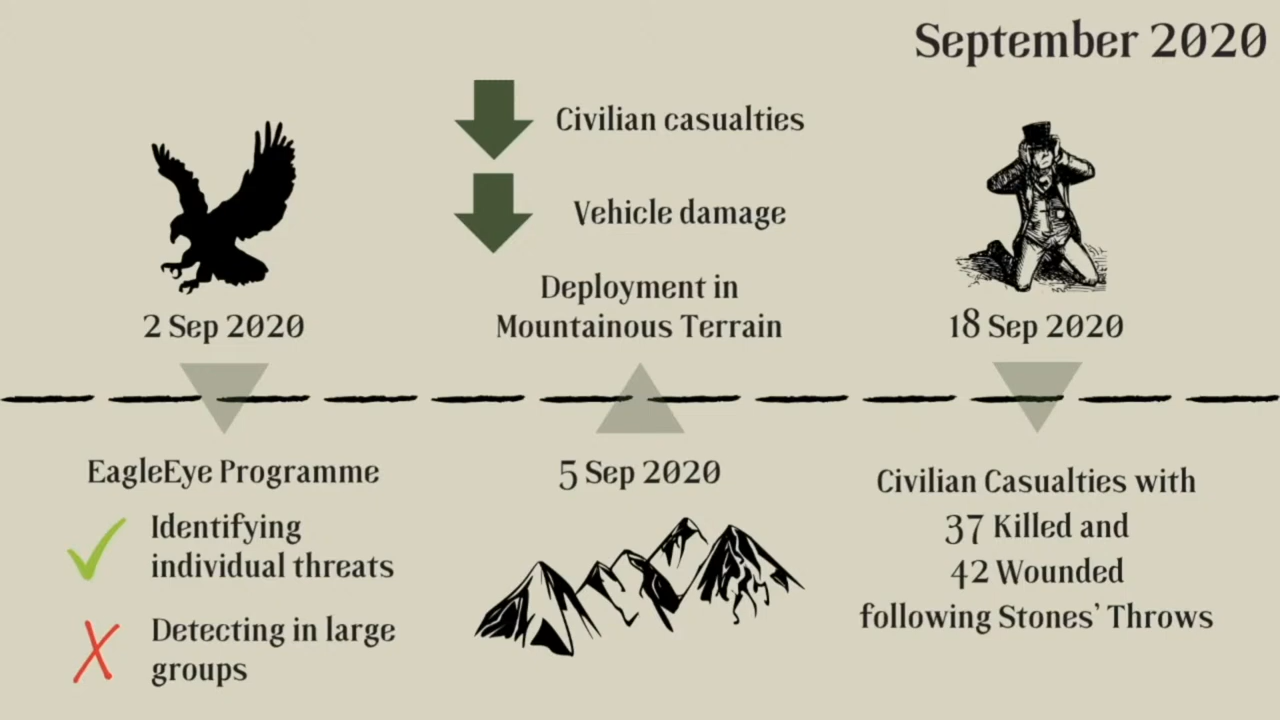 September 2020
Civilian casualties
Vehicle damage
Deployment in
Mountainous Terrain
2 Sep 2020
18 Sep 2020
EagleEye Programme
Identifying
individual threats
Detecting in large
groups
5 Sep 2020
Civilian Casualties with
37 Killed and
42 Wounded
following Stones' Throws